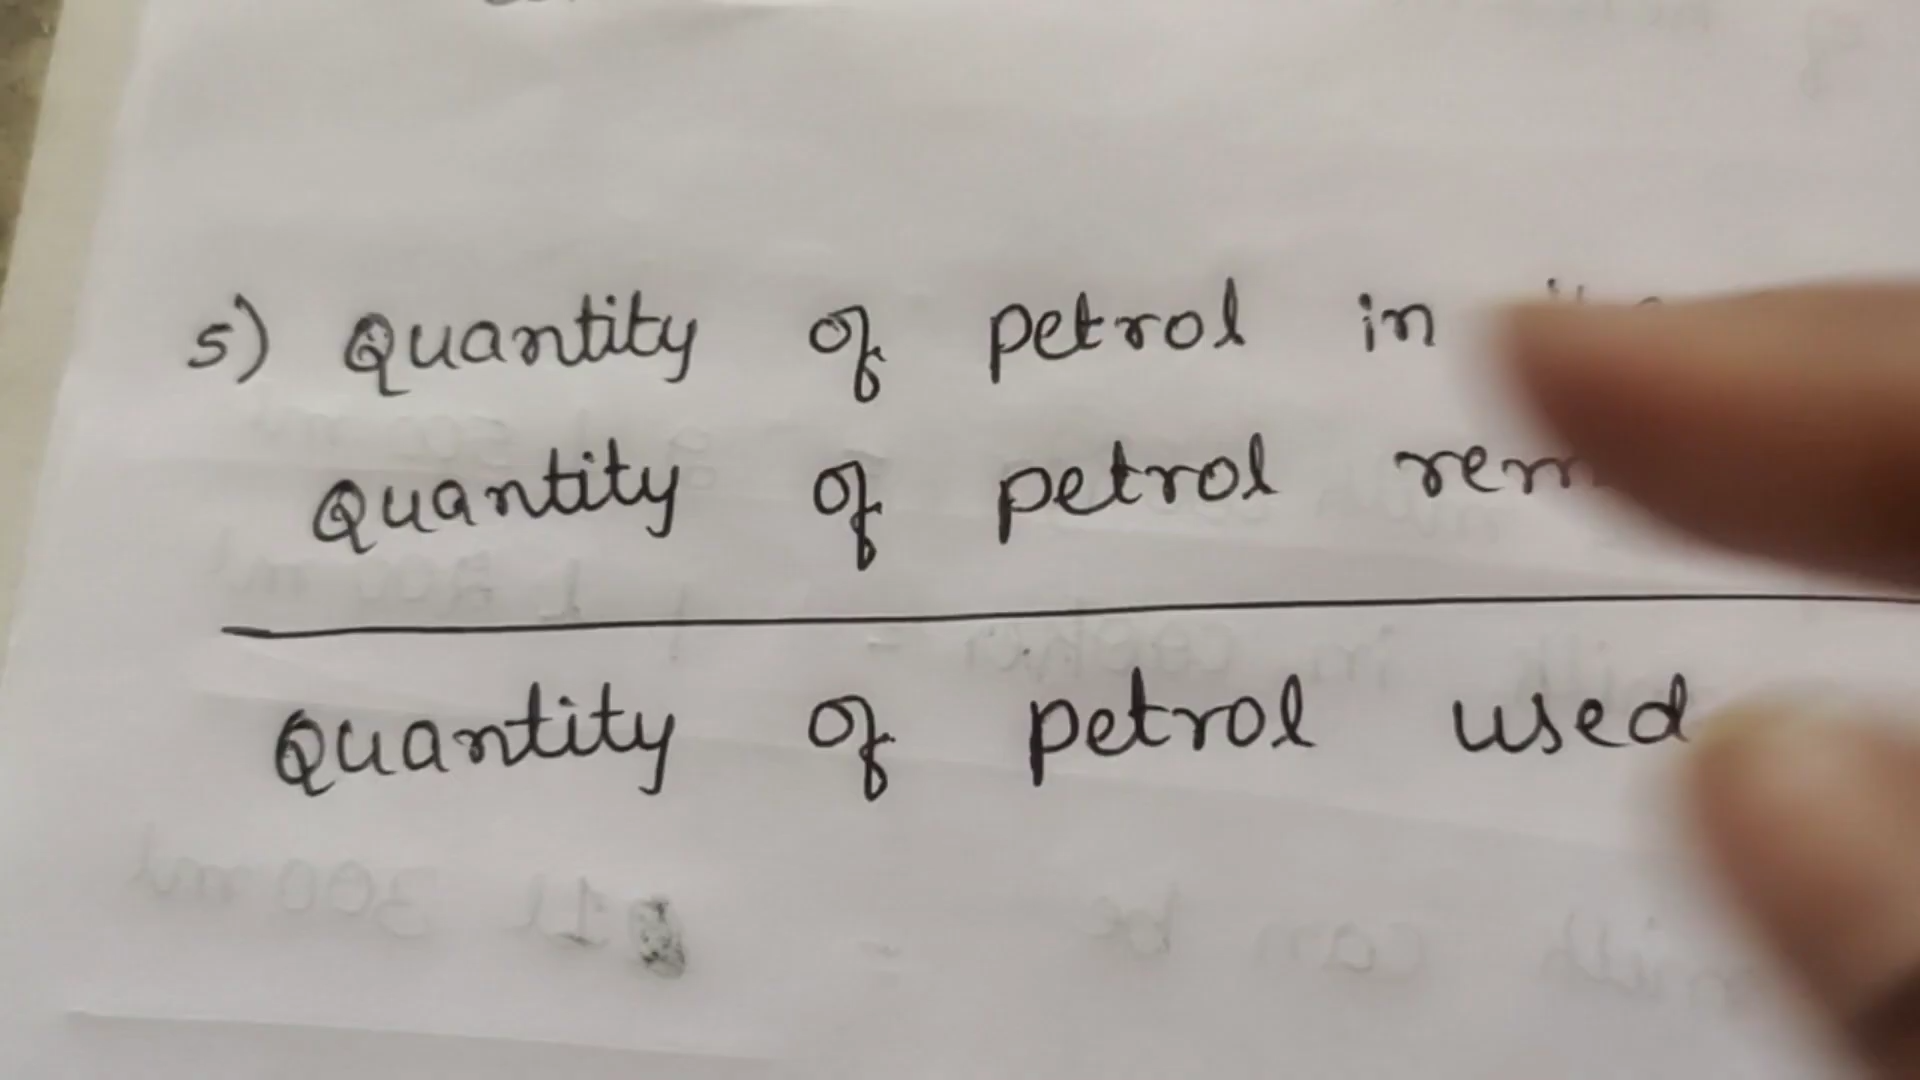 5) Quantity of petrol in
Quantity of petrol
Quantity of petrol used